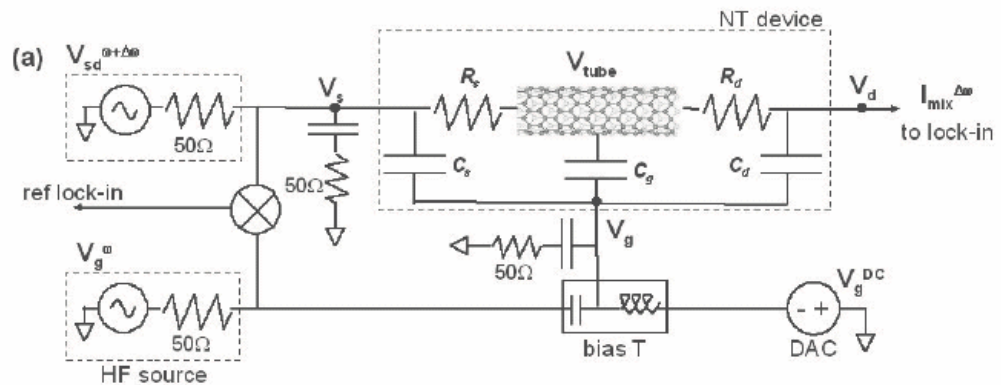 NT device
(a)
V_sd^ω+Δω
V_s
R_s
V_tube
R_d
V_d
I_mix^Δω
to lock-in
50Ω
50Ω
C_s
C_g
C_d
ref lock-in
V_g
V_g^ω
50Ω
V_g^DC
50Ω
- +
bias T
DAC
HF source